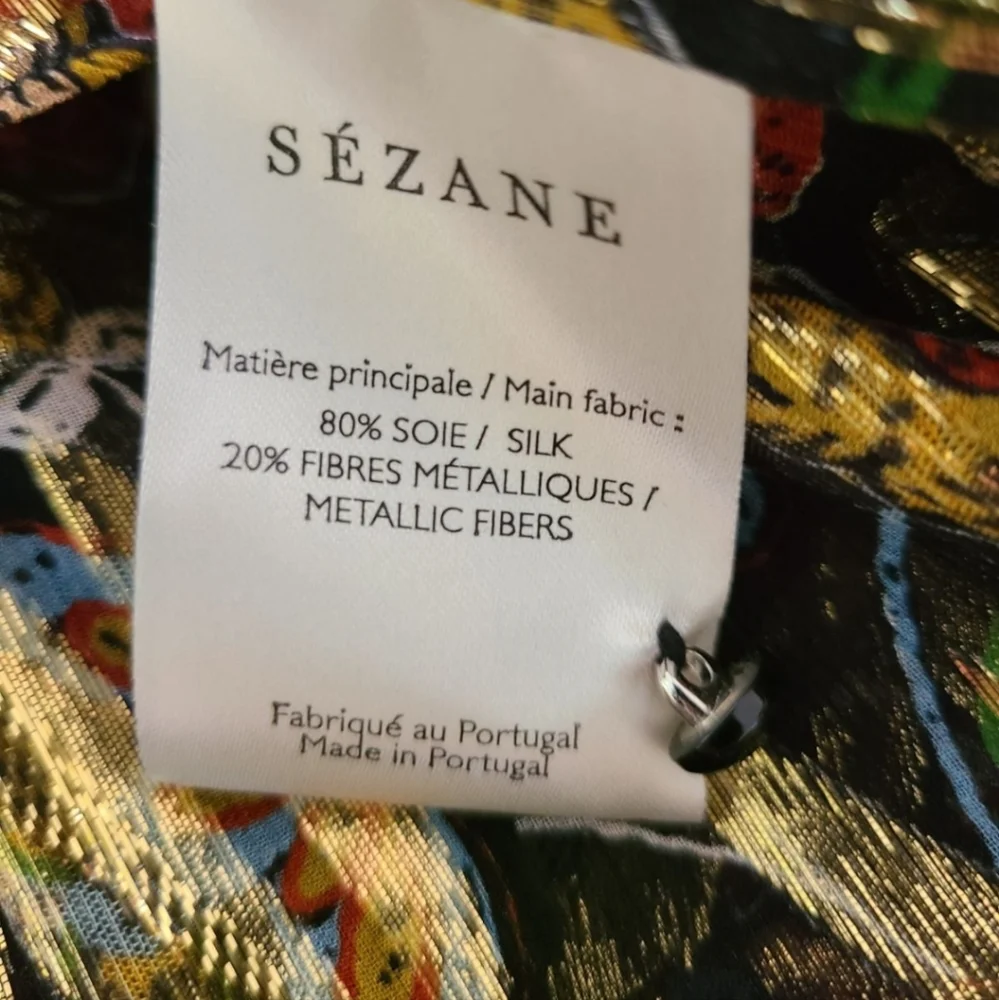 SÉZANE
Matière principale / Main fabric :
80% SOIE / SILK
20% FIBRES MÉTALLIQUES /
METALLIC FIBERS
Fabriqué au Portugal
Made in Portugal